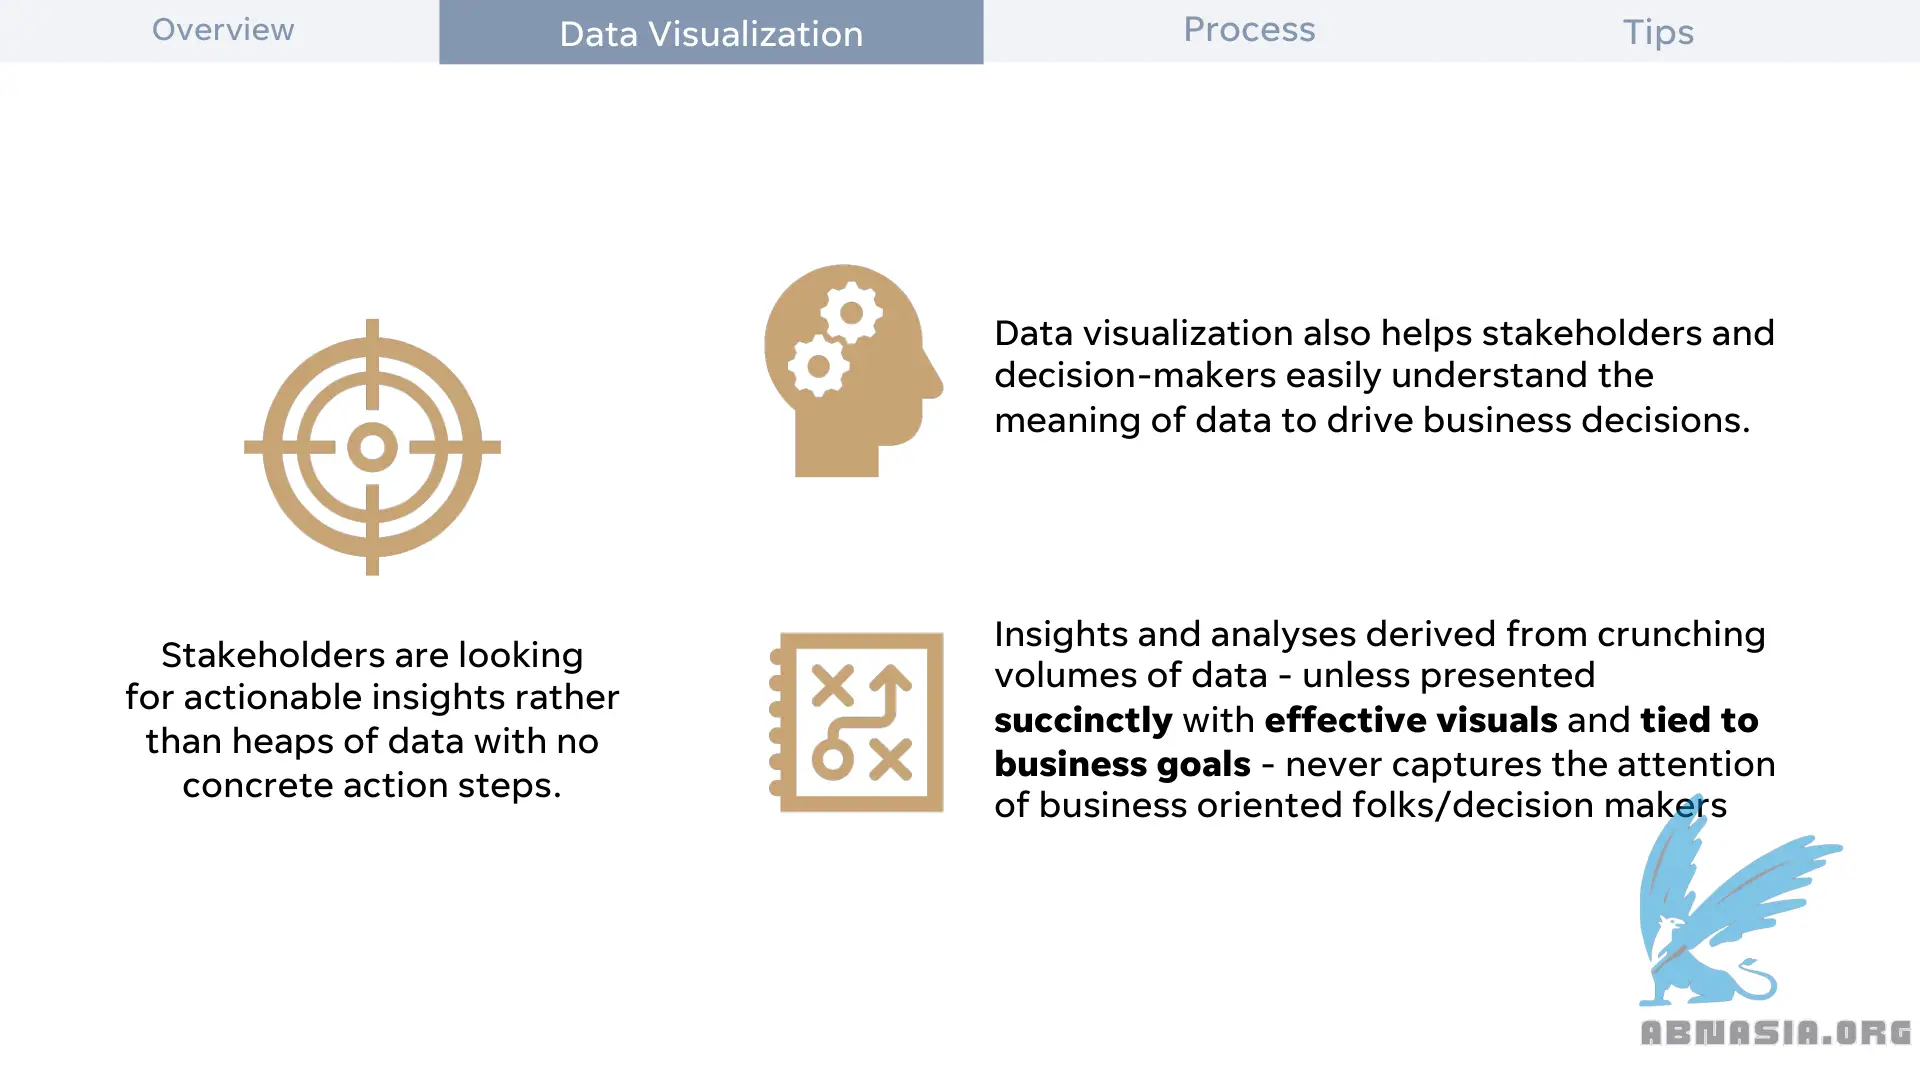 Overview
Data Visualization
Process
Tips
Stakeholders are looking
for actionable insights rather
than heaps of data with no
concrete action steps.
Data visualization also helps stakeholders and
decision-makers easily understand the
meaning of data to drive business decisions.
Insights and analyses derived from crunching
volumes of data - unless presented
succinctly with effective visuals and tied to
business goals - never captures the attention
of business oriented folks/decision makers
ABNASIA.ORG